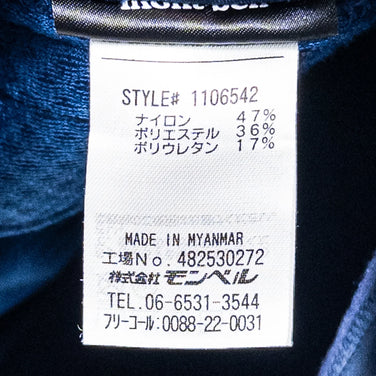 mont-bell
STYLE# 1106542
ナイロン 47%
ポリエステル 36%
ポリウレタン 17%
MADE IN MYANMAR
工場No. 482530272
株式会社モンベル
TEL. 06-6531-3544
フリーコール: 0088-22-0031